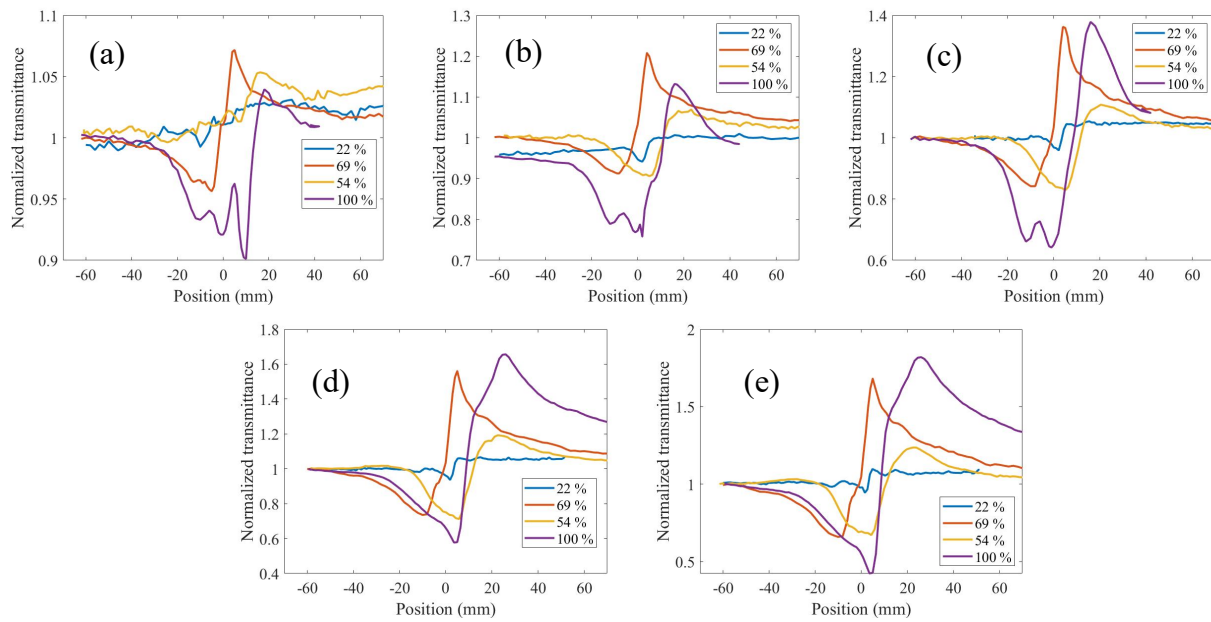 (a)
Normalized transmittance
1.1
1.05
1
0.95
0.9
22 %
69 %
54 %
100 %
-60 -40 -20 0 20 40 60
Position (mm)
(b)
Normalized transmittance
1.3
1.2
1.1
1
0.9
0.8
0.7
22 %
69 %
54 %
100 %
-60 -40 -20 0 20 40 60
Position (mm)
(c)
Normalized transmittance
1.4
1.2
1
0.8
0.6
22 %
69 %
54 %
100 %
-60 -40 -20 0 20 40 60
Position (mm)
(d)
Normalized transmittance
1.8
1.6
1.4
1.2
1
0.8
0.6
0.4
22 %
69 %
54 %
100 %
-60 -40 -20 0 20 40 60
Position (mm)
(e)
Normalized transmittance
2
1.5
1
0.5
22 %
69 %
54 %
100 %
-60 -40 -20 0 20 40 60
Position (mm)